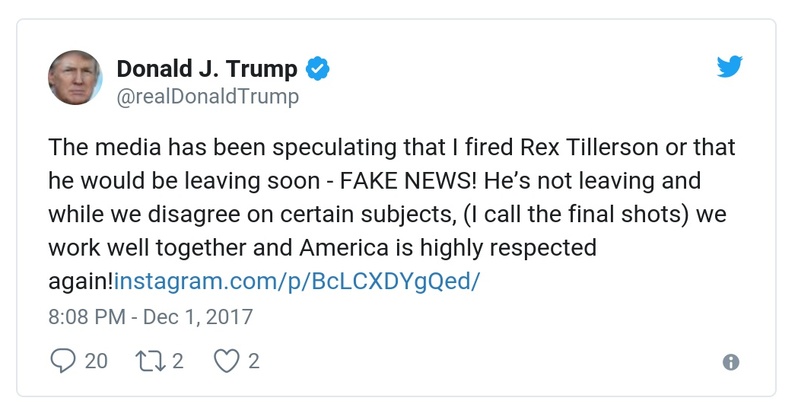 Donald J. Trump
@realDonaldTrump
The media has been speculating that I fired Rex Tillerson or that
he would be leaving soon - FAKE NEWS! He’s not leaving and
while we disagree on certain subjects, (I call the final shots) we
work well together and America is highly respected
again!instagram.com/p/BcLCXDYgQed/
8:08 PM - Dec 1, 2017
20 2 2